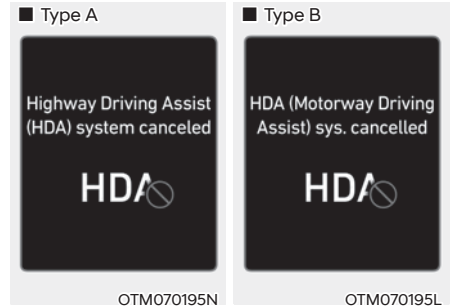 ■ Type A
Highway Driving Assist
(HDA) system canceled
HDA
OTM070195N
■ Type B
HDA (Motorway Driving
Assist) sys. cancelled
HDA
OTM070195L